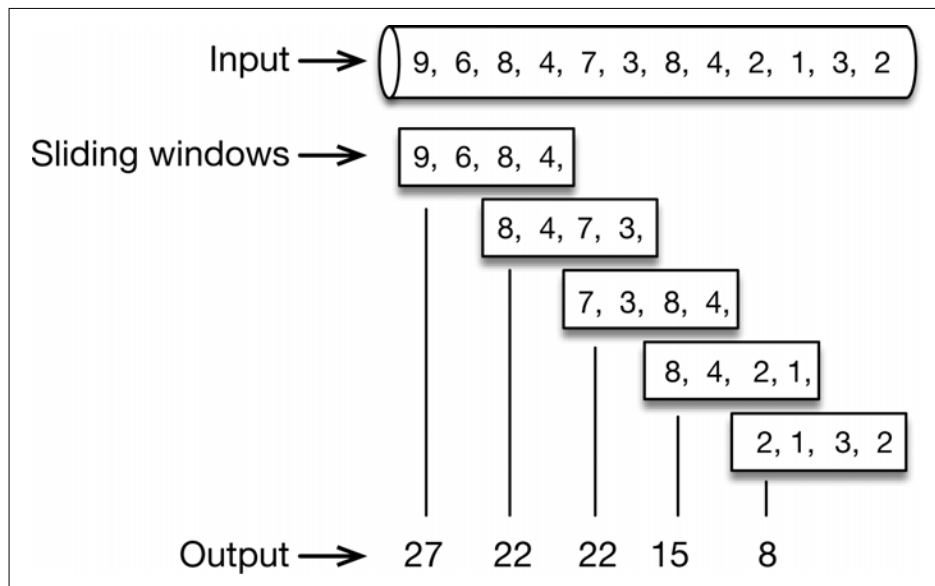 Input 9, 6, 8, 4, 7, 3, 8, 4, 2, 1, 3, 2
Sliding windows 9, 6, 8, 4,
8, 4, 7, 3,
7, 3, 8, 4,
8, 4, 2, 1,
2, 1, 3, 2
Output 27 22 22 15 8